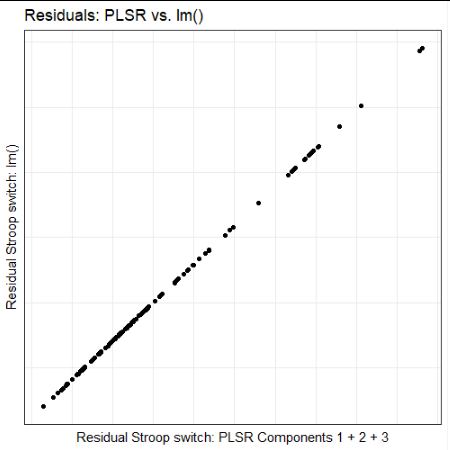 Residuals: PLSR vs. lm()
Residual Stroop switch: lm()
Residual Stroop switch: PLSR Components 1 + 2 + 3